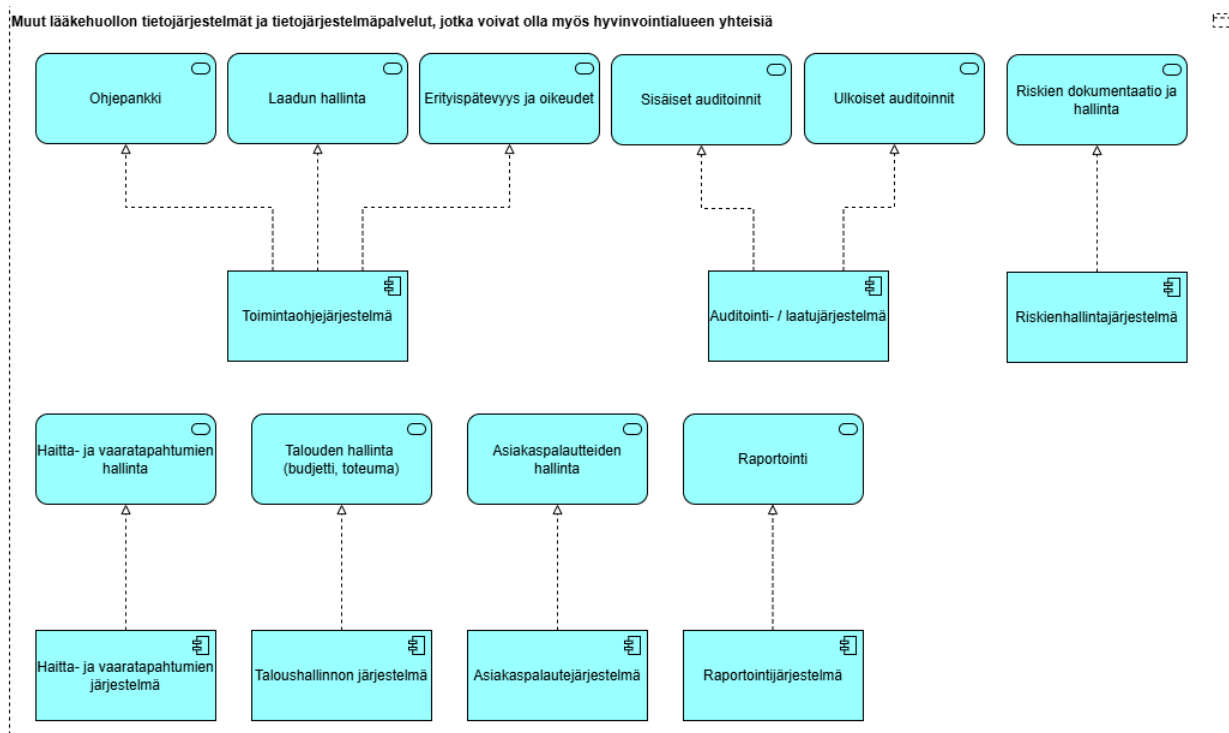 Muut lääkehuollon tietojärjestelmät ja tietojärjestelmäpalvelut, jotka voivat olla myös hyvinvointialueen yhteisiä
Ohjepankki
Laadun hallinta
Erityispätevyys ja oikeudet
Sisäiset auditoinnit
Ulkoiset auditoinnit
Riskien dokumentaatio ja
hallinta
Toimintaohjejärjestelmä
Auditointi- / laatujärjestelmä
Riskienhallintajärjestelmä
Haitta- ja vaaratapahtumien
hallinta
Talouden hallinta
(budjetti, toteuma)
Asiakaspalautteiden
hallinta
Raportointi
Haitta- ja vaaratapahtumien
järjestelmä
Taloushallinnon järjestelmä
Asiakaspalautejärjestelmä
Raportointijärjestelmä